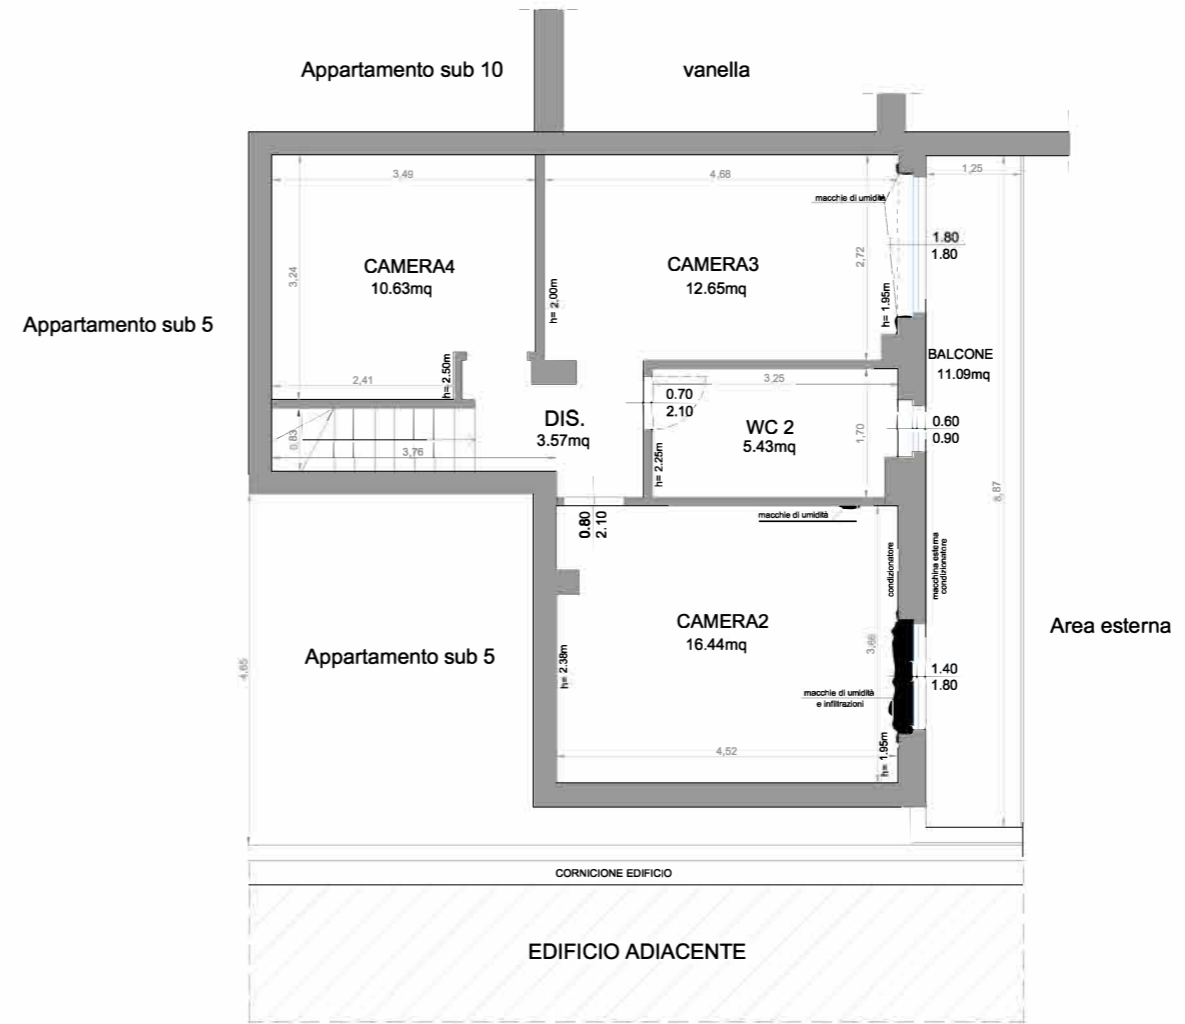 Appartamento sub 10
vanella
3,49
4,68
1,25
macchie di umidità
1.80
1.80
3,24
CAMERA4
10.63mq
CAMERA3
12.65mq
2,72
h= 2,00m
h= 1.95m
Appartamento sub 5
BALCONE
11.09mq
2,41
h=2.50m
3,25
0.70
2.10
DIS.
3.57mq
WC 2
5.43mq
1,70
0.60
0.90
0.83
3,76
h= 2.25m
8,87
0.80
2.10
macchie di umidità
condizionatore
macchina esterna
condizionatore
CAMERA2
16.44mq
Area esterna
Appartamento sub 5
4,65
h= 2.38m
3,66
1.40
1.80
macchie di umidità
e infiltrazioni
4,52
h= 1.95m
CORNICIONE EDIFICIO
EDIFICIO ADIACENTE